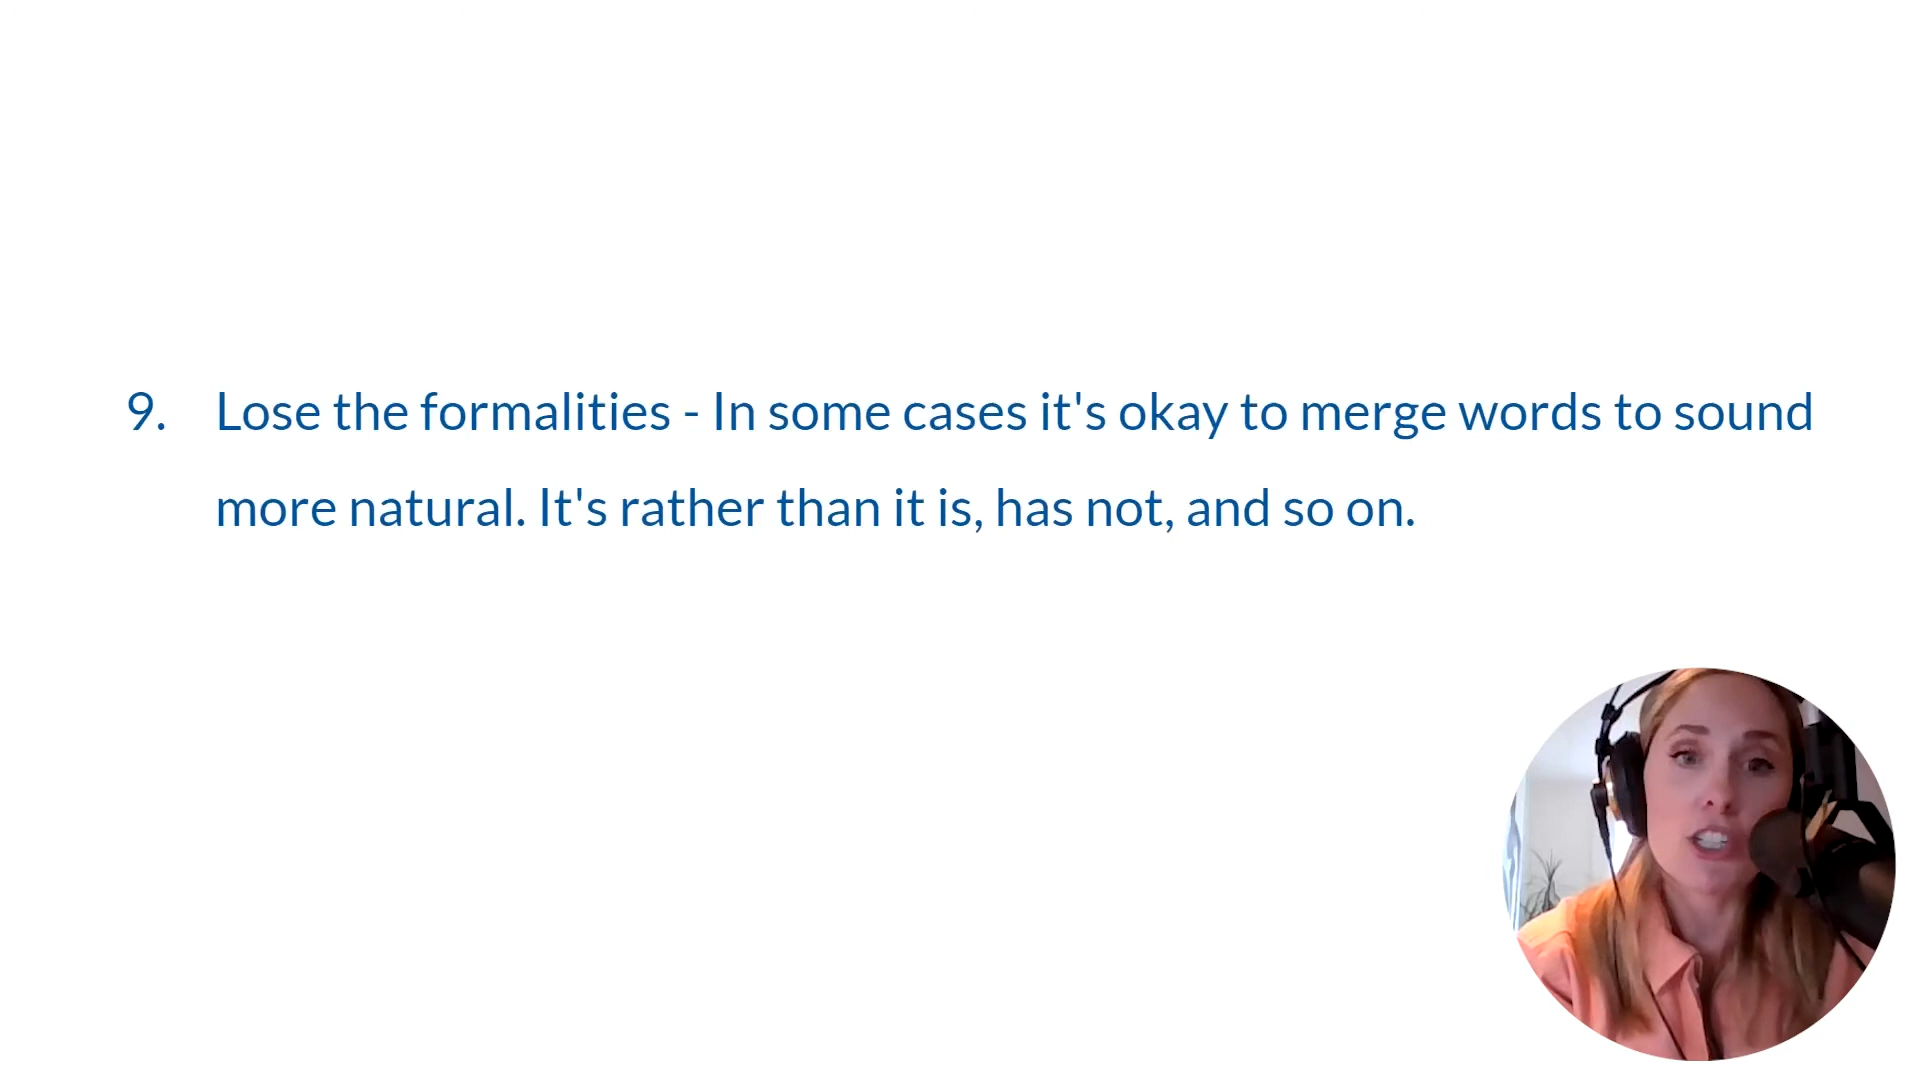 9. Lose the formalities - In some cases it's okay to merge words to sound
more natural. It's rather than it is, has not, and so on.